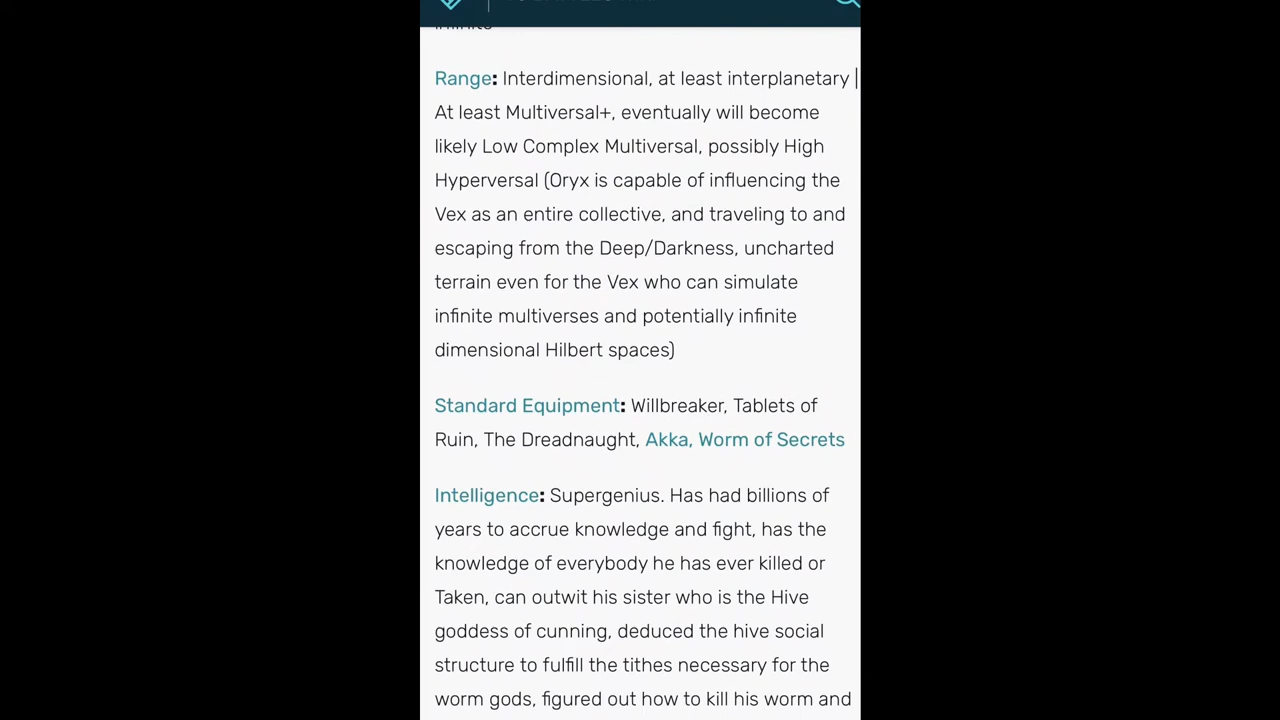 Range: Interdimensional, at least interplanetary |
At least Multiversal+, eventually will become
likely Low Complex Multiversal, possibly High
Hyperversal (Oryx is capable of influencing the
Vex as an entire collective, and traveling to and
escaping from the Deep/Darkness, uncharted
terrain even for the Vex who can simulate
infinite multiverses and potentially infinite
dimensional Hilbert spaces)
Standard Equipment: Willbreaker, Tablets of
Ruin, The Dreadnaught, Akka, Worm of Secrets
Intelligence: Supergenius. Has had billions of
years to accrue knowledge and fight, has the
knowledge of everybody he has ever killed or
Taken, can outwit his sister who is the Hive
goddess of cunning, deduced the hive social
structure to fulfill the tithes necessary for the
worm gods, figured out how to kill his worm and